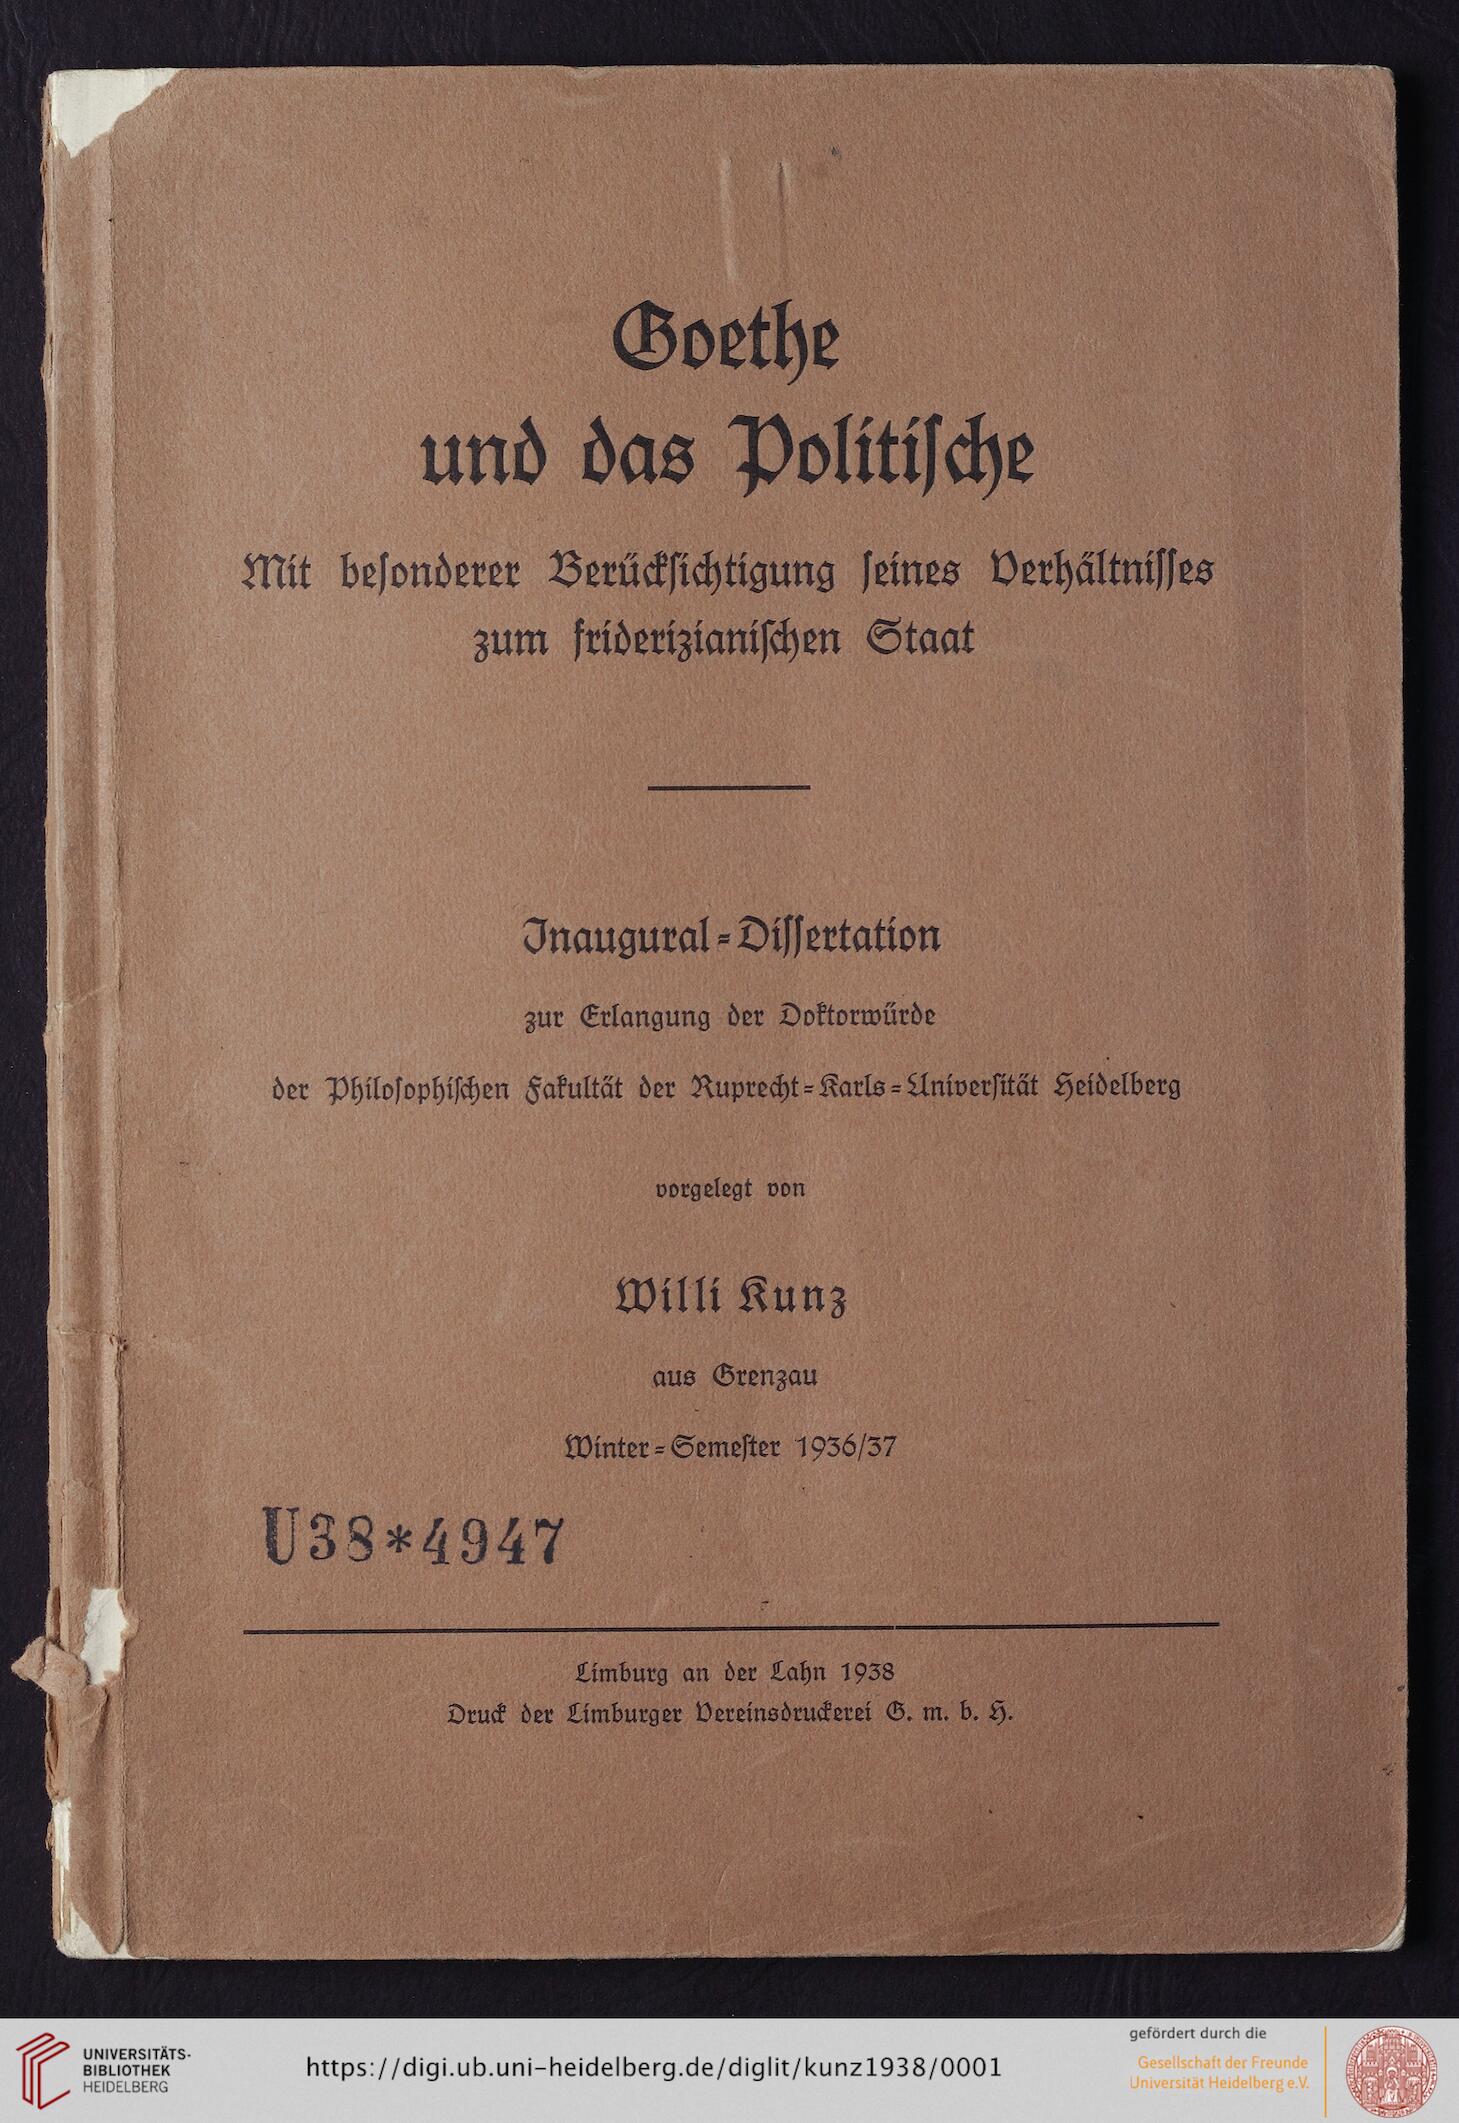 Goethe
und das Politiſche
Mit beſonderer Berückſichtigung ſeines Verhältniſſes
zum friderizianiſchen Staat
Inaugural=Diſſertation
zur Erlangung der Doktorwürde
der Philoſophiſchen Fakultät der Ruprecht=Karls=Univerſität Heidelberg
vorgelegt von
Willi Kunz
aus Grenzau
Winter=Semeſter 1936/37
U38*4947
Limburg an der Lahn 1938
Druck der Limburger Vereinsdruckerei G. m. b. H.
UNIVERSITÄTS-
BIBLIOTHEK
HEIDELBERG
https://digi.ub.uni-heidelberg.de/diglit/kunz1938/0001
gefördert durch die
Gesellschaft der Freunde
Universität Heidelberg e.V.